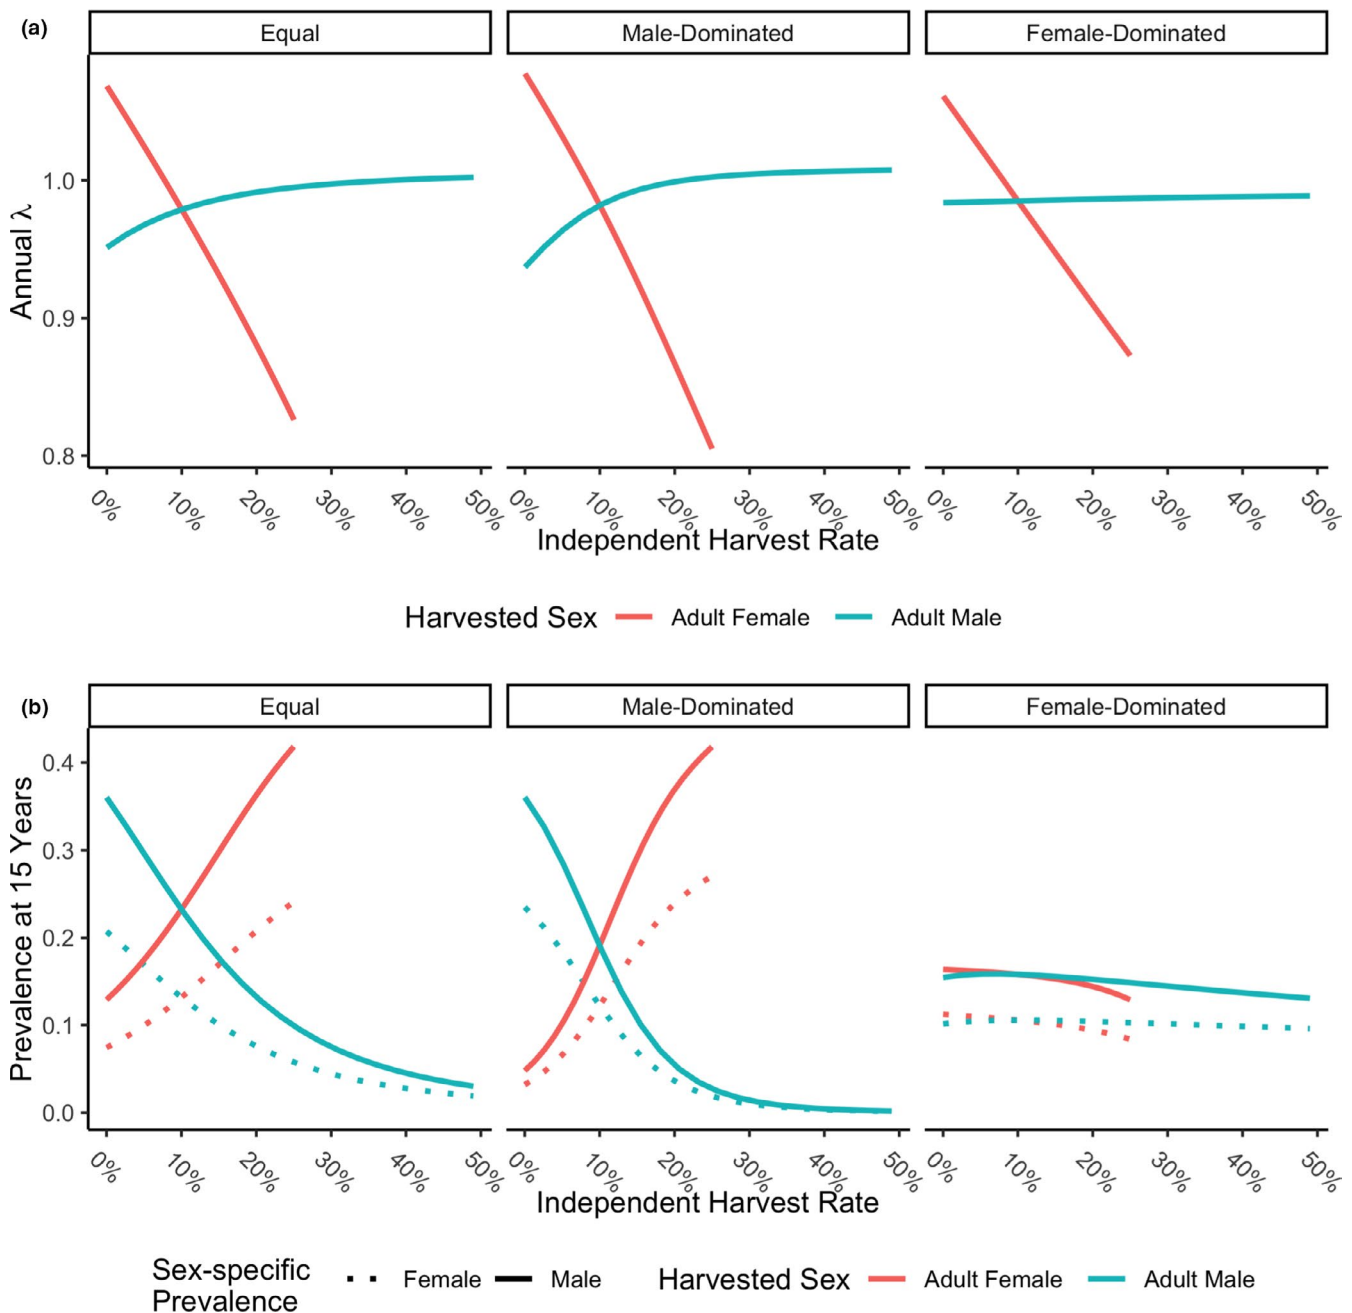 (a)
Equal
Male-Dominated
Female-Dominated
Annual λ
1.0
0.9
0.8
0% 10% 20% 30% 40% 50%
0% 10% 20% 30% 40% 50%
0% 10% 20% 30% 40% 50%
Independent Harvest Rate
Harvested Sex Adult Female Adult Male
(b)
Equal
Male-Dominated
Female-Dominated
Prevalence at 15 Years
0.4
0.3
0.2
0.1
0.0
0% 10% 20% 30% 40% 50%
0% 10% 20% 30% 40% 50%
0% 10% 20% 30% 40% 50%
Independent Harvest Rate
Sex-specific
Prevalence
Female Male
Harvested Sex Adult Female Adult Male